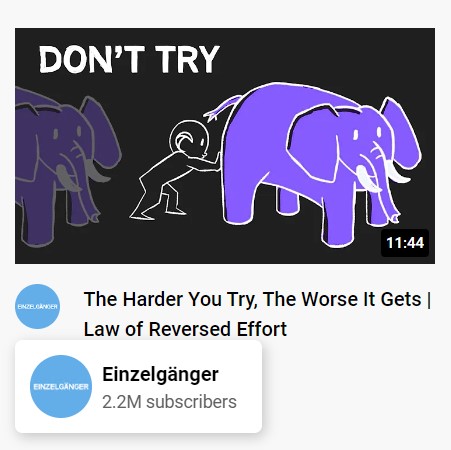 DON'T TRY
11:44
EINZELGÄNGER
The Harder You Try, The Worse It Gets |
Law of Reversed Effort
EINZELGÄNGER
Einzelgänger
2.2M subscribers